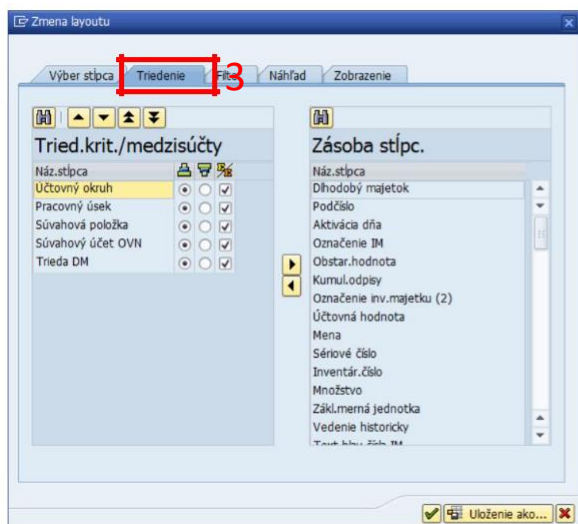 Zmena layoutu
Výber stĺpca Triedenie Filter Náhľad Zobrazenie
3
Tried.krit./medzisúčty
Náz.stĺpca
Účtovný okruh
Pracovný úsek
Súvahová položka
Súvahový účet OVN
Trieda DM
Zásoba stĺpc.
Náz.stĺpca
Dlhodobý majetok
Podčíslo
Aktivácia dňa
Označenie IM
Obstar.hodnota
Kumul.odpisy
Označenie inv.majetku (2)
Účtovná hodnota
Mena
Sériové číslo
Inventár.číslo
Množstvo
Zákl.merná jednotka
Vedenie historicky
Uloženie ako...